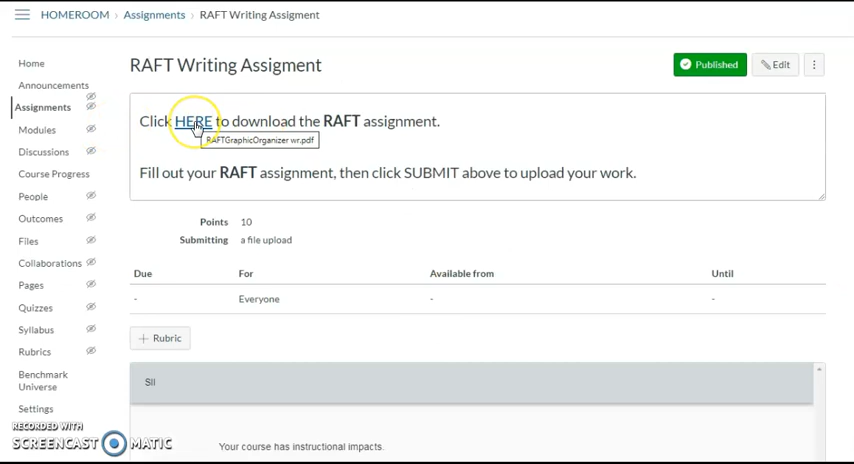 HOMEROOM › Assignments › RAFT Writing Assigment
Home
Announcements
Assignments
Modules
Discussions
Course Progress
People
Outcomes
Files
Collaborations
Pages
Quizzes
Syllabus
Rubrics
Benchmark
Universe
Settings
RECORDED WITH
SCREENCAST MATIC
RAFT Writing Assigment
Published
Edit
Click HERE to download the RAFT assignment.
RAFTGraphicOrganizer wr.pdf
Fill out your RAFT assignment, then click SUBMIT above to upload your work.
Points 10
Submitting a file upload
Due For Available from Until
- Everyone - -
+ Rubric
SII
Your course has instructional impacts.